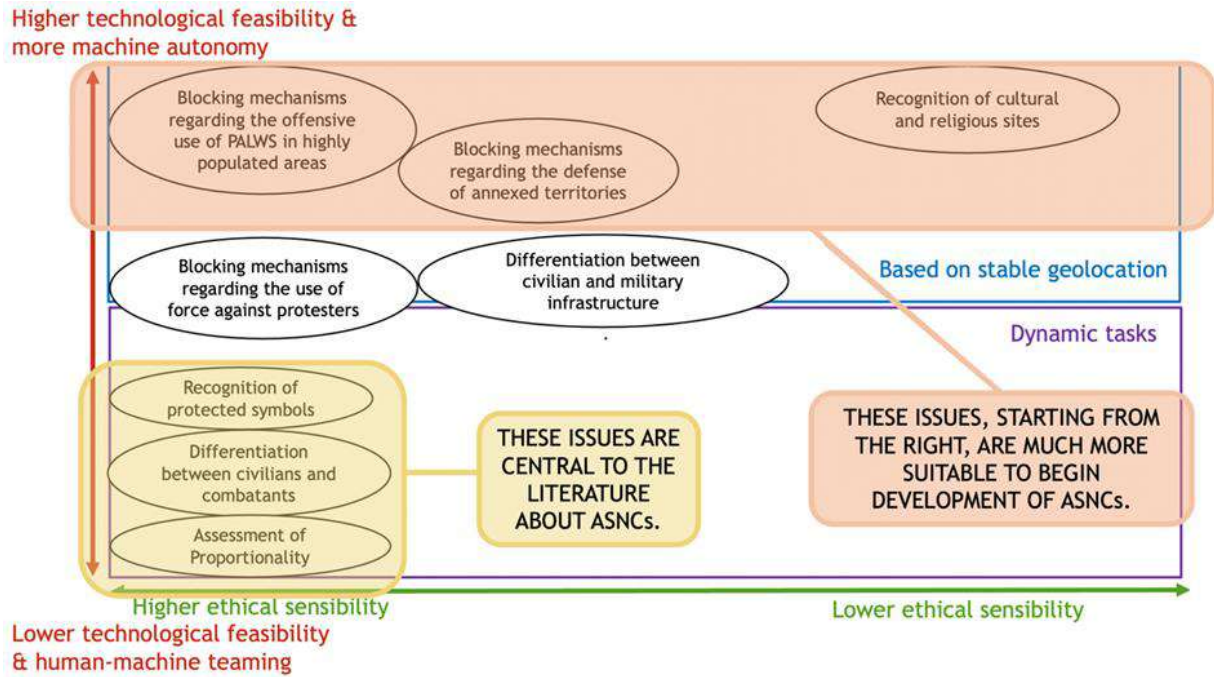 Higher technological feasibility &
more machine autonomy
Blocking mechanisms
regarding the offensive
use of PALWS in highly
populated areas
Blocking mechanisms
regarding the defense
of annexed territories
Recognition of cultural
and religious sites
Blocking mechanisms
regarding the use of
force against protesters
Differentiation between
civilian and military
infrastructure
.
Based on stable geolocation
Dynamic tasks
Recognition of
protected symbols
Differentiation
between civilians and
combatants
Assessment of
Proportionality
THESE ISSUES ARE
CENTRAL TO THE
LITERATURE
ABOUT ASNCs.
THESE ISSUES, STARTING FROM
THE RIGHT, ARE MUCH MORE
SUITABLE TO BEGIN
DEVELOPMENT OF ASNCs.
Higher ethical sensibility
Lower ethical sensibility
Lower technological feasibility
& human-machine teaming